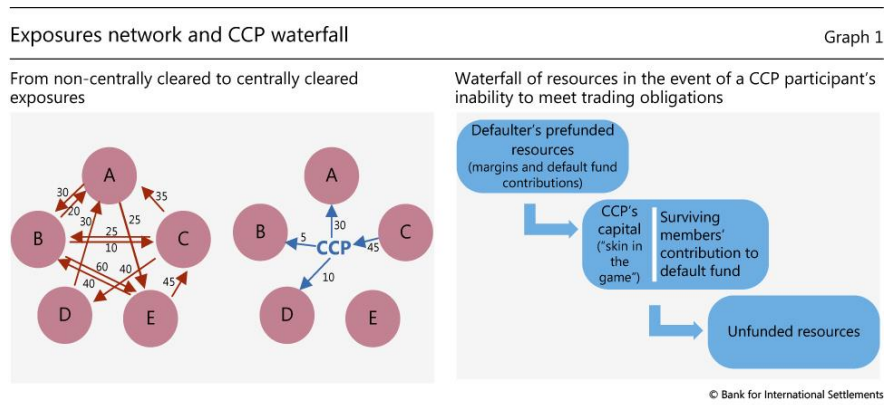 Exposures network and CCP waterfall
Graph 1
From non-centrally cleared to centrally cleared
exposures
A
30
20
30
25
35
B
25
10
C
60
40
40
45
D
E
A
B
5
30
CCP
45
C
10
D
E
Waterfall of resources in the event of a CCP participant's
inability to meet trading obligations
Defaulter's prefunded
resources
(margins and default fund
contributions)
CCP's
capital
("skin in
the
game")
Surviving
members'
contribution to
default fund
Unfunded resources
© Bank for International Settlements